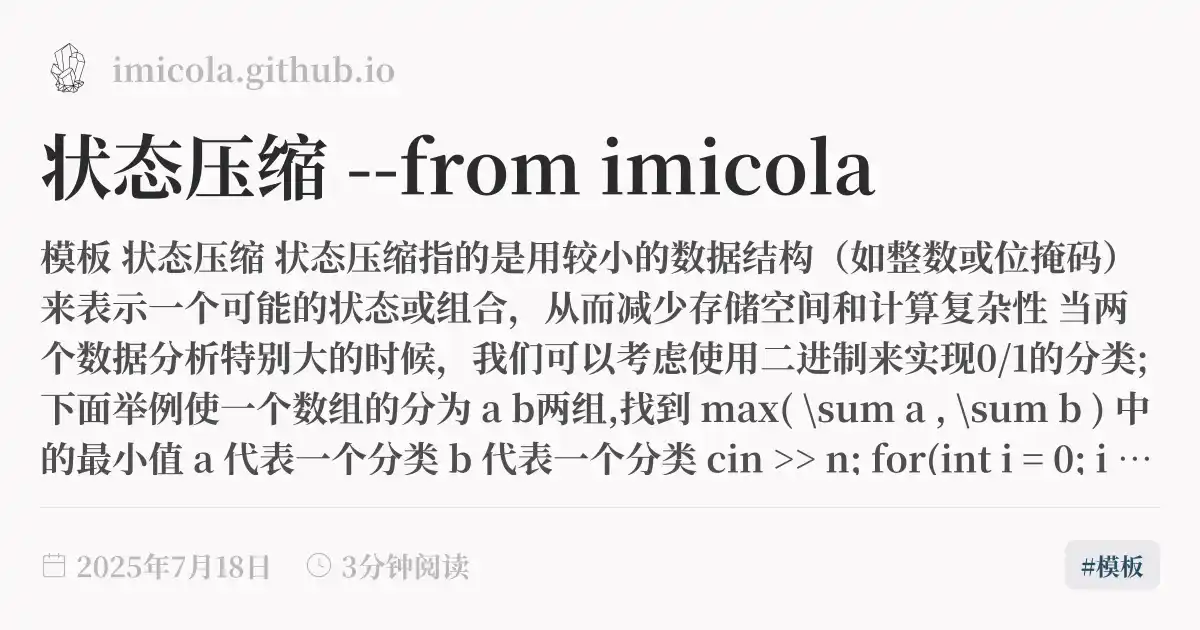 imicola.github.io
状态压缩 --from imicola
模板 状态压缩 状态压缩指的是用较小的数据结构（如整数或位掩码）
来表示一个可能的状态或组合，从而减少存储空间和计算复杂性 当两
个数据分析特别大的时候，我们可以考虑使用二进制来实现0/1的分类;
下面举例使一个数组的分为 a b两组,找到 max( \sum a , \sum b ) 中
的最小值 a 代表一个分类 b 代表一个分类 cin >> n; for(int i = 0; i …
2025年7月18日
3分钟阅读
#模板